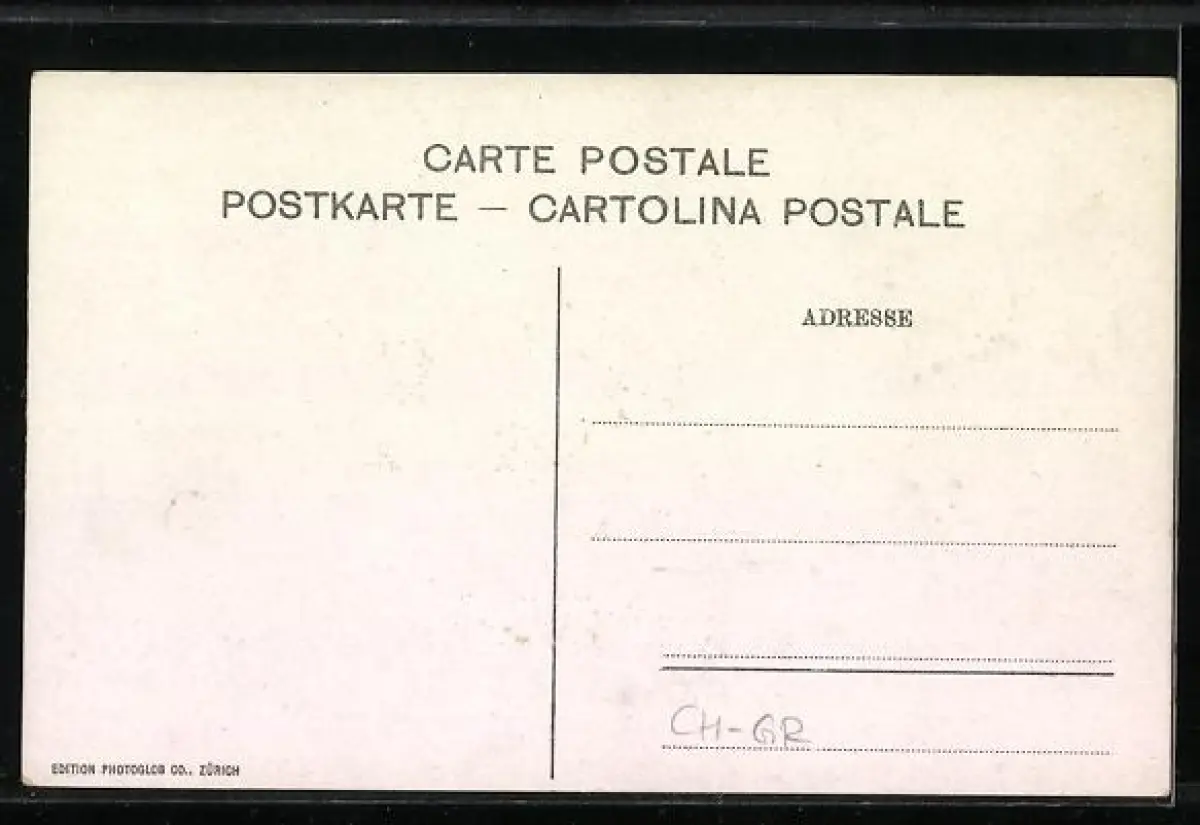 CARTE POSTALE
POSTKARTE — CARTOLINA POSTALE
ADRESSE
CH-GR
EDITION PHOTOGLOB CO., ZÜRICH